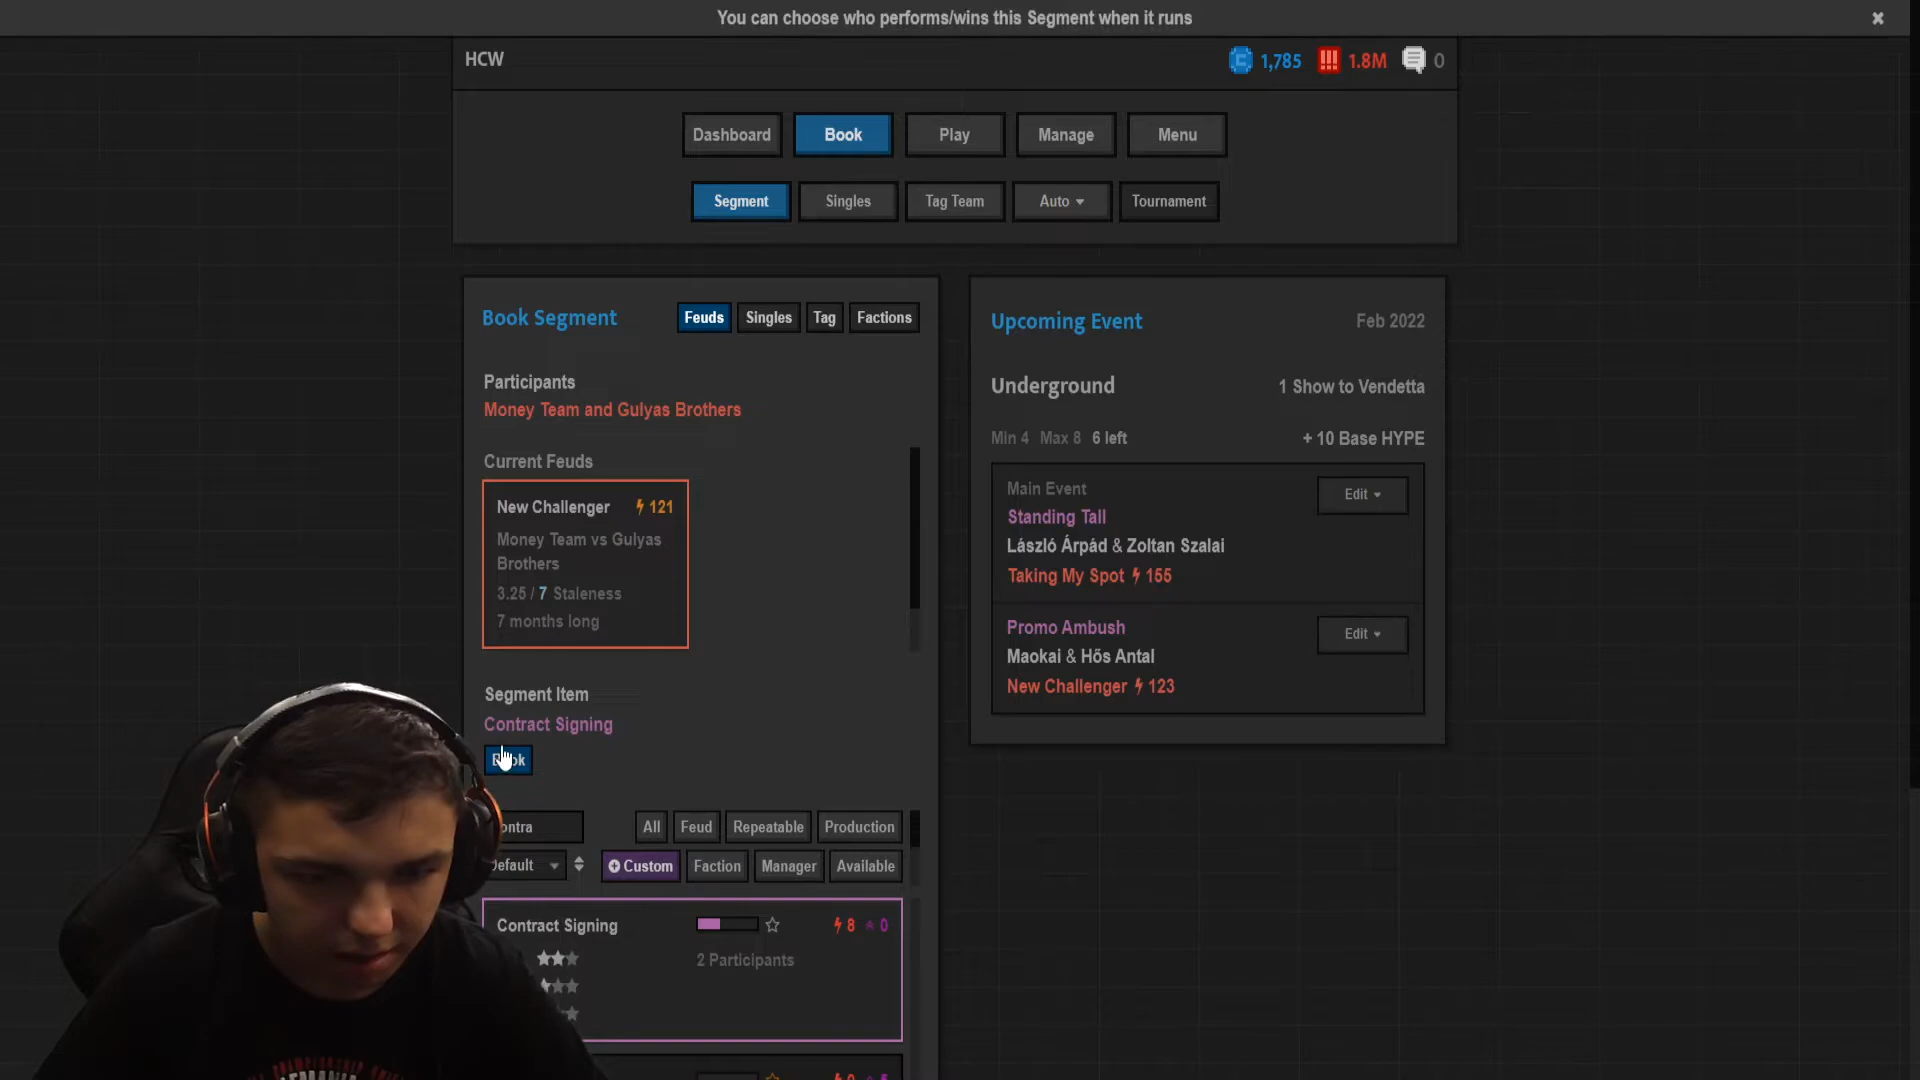 You can choose who performs/wins this Segment when it runs
HCW
1,785
1.8M
0
Dashboard
Book
Play
Manage
Menu
Segment
Singles
Tag Team
Auto
Tournament
Book Segment
Feuds
Singles
Tag
Factions
Participants
Money Team and Gulyas Brothers
Current Feuds
New Challenger
121
Money Team vs Gulyas
Brothers
3.25 / 7 Staleness
7 months long
Segment Item
Contract Signing
ontra
All
Feud
Repeatable
Production
Default
Custom
Faction
Manager
Available
Contract Signing
8
0
2 Participants
Upcoming Event
Feb 2022
Underground
1 Show to Vendetta
Min 4 Max 8 6 left
+ 10 Base HYPE
Main Event
Edit
Standing Tall
László Árpád & Zoltan Szalai
Taking My Spot 155
Promo Ambush
Edit
Maokai & Hős Antal
New Challenger 123